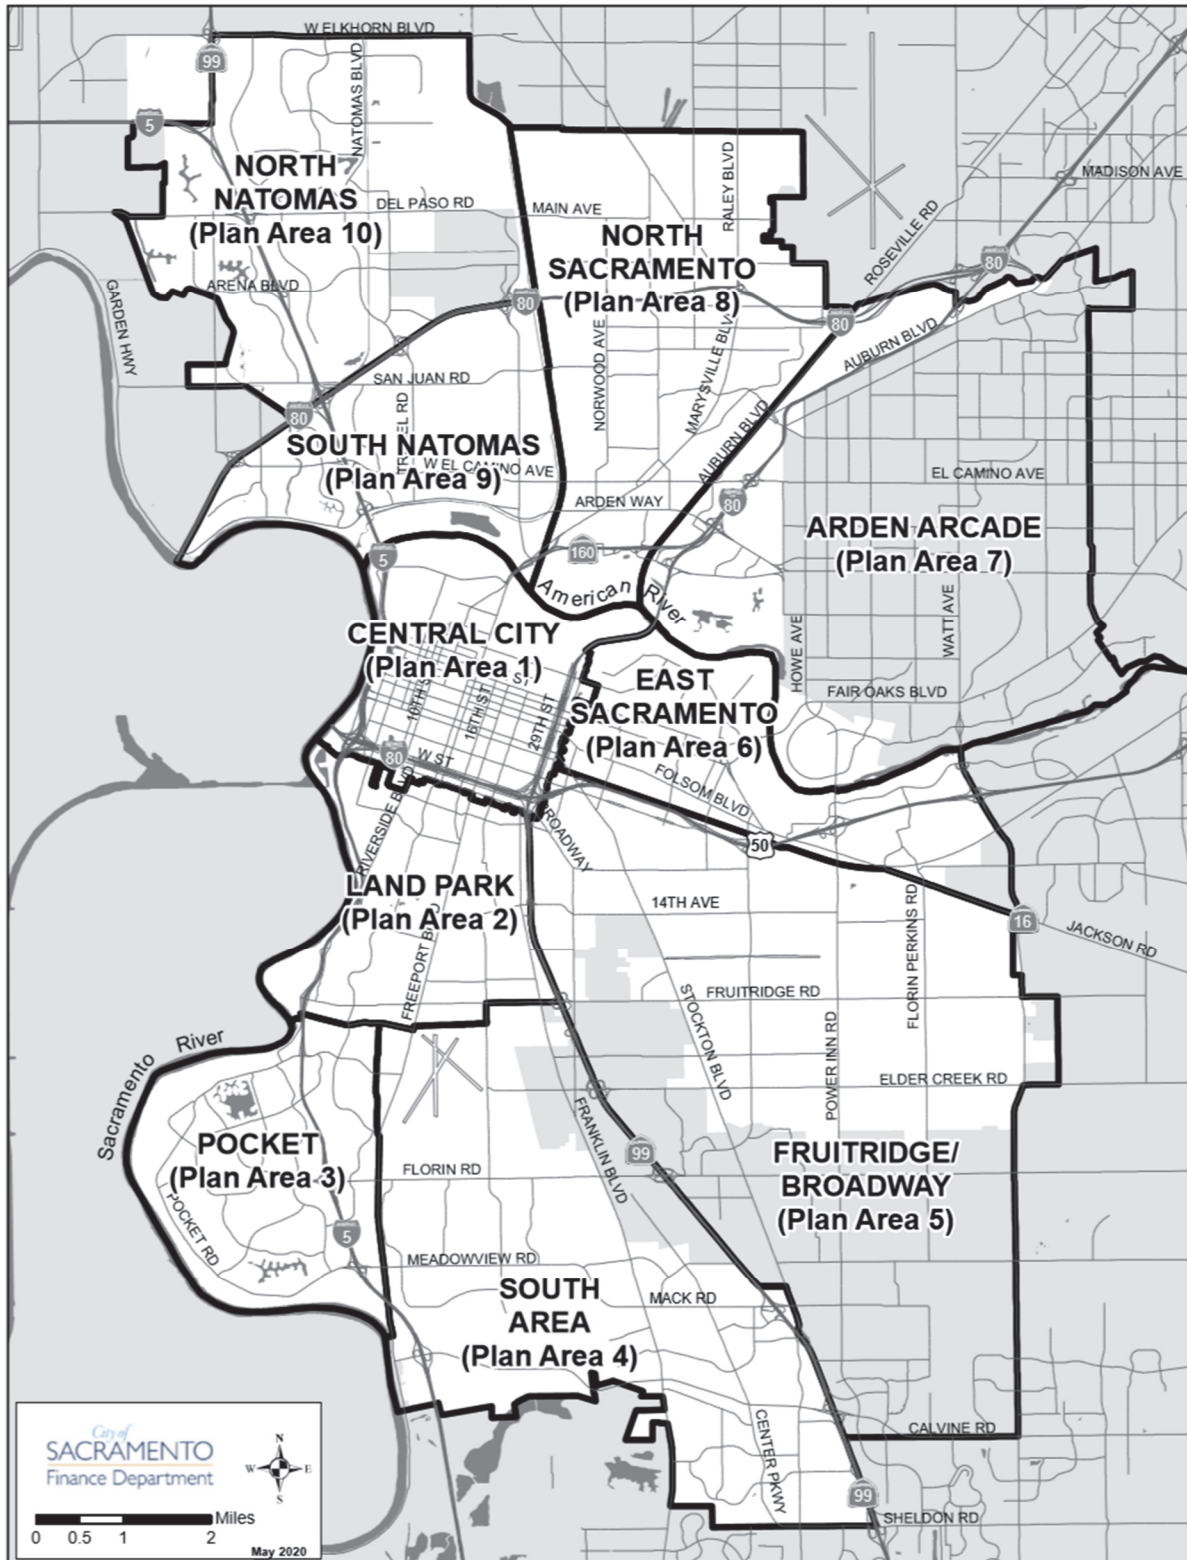 W ELKHORN BLVD
99
NATOMAS BLVD
5
NORTH
NATOMAS
(Plan Area 10)
DEL PASO RD
MAIN AVE
RALEY BLVD
MADISON AVE
NORTH
SACRAMENTO
(Plan Area 8)
ROSEVILLE RD
80
ARENA BLVD
GARDEN HWY
80
80
NORWOOD AVE
MARYSVILLE BLV
AUBURN BLVD
SAN JUAN RD
80
AUBURN BLVD
SOUTH NATOMAS
(Plan Area 9)
W EL CAMINO AVE
EL CAMINO AVE
ARDEN WAY
80
ARDEN ARCADE
(Plan Area 7)
160
5
American River
HOWE AVE
WATT AVE
CENTRAL CITY
(Plan Area 1)
ST
16TH ST
29TH ST
EAST
SACRAMENTO
(Plan Area 6)
FAIR OAKS BLVD
80
W ST
FOLSOM BLVD
RIVERSIDE BLVD
ROADWAY
50
LAND PARK
(Plan Area 2)
14TH AVE
FLORIN PERKINS RD
16
JACKSON RD
FREEPORT BLVD
FRUITRIDGE RD
STOCKTON BLVD
POWER INN RD
Sacramento River
ELDER CREEK RD
FRANKLIN BLVD
POCKET
(Plan Area 3)
FLORIN RD
99
FRUITRIDGE/
BROADWAY
(Plan Area 5)
POCKET RD
5
MEADOWVIEW RD
SOUTH
AREA
(Plan Area 4)
MACK RD
CENTER PKWY
CALVINE RD
99
SHELDON RD
City of
SACRAMENTO
Finance Department
N
W E
S
Miles
0 0.5 1 2
May 2020